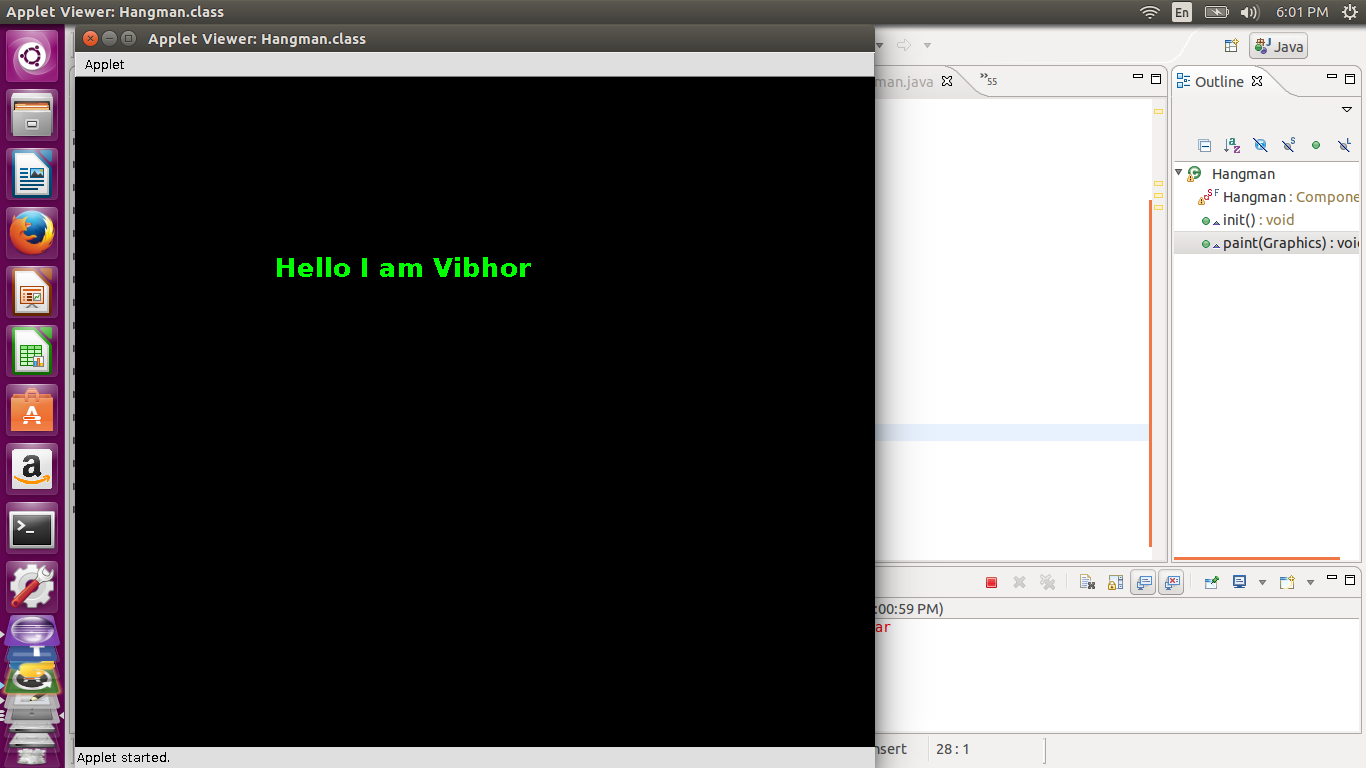 Applet Viewer: Hangman.class
En
6:01 PM
Applet Viewer: Hangman.class
Applet
Java
man.java
»55
Outline
Hangman
Hangman : Compone
init() : void
paint(Graphics) : voi
Hello I am Vibhor
:00:59 PM)
ar
nsert
28 : 1
Applet started.